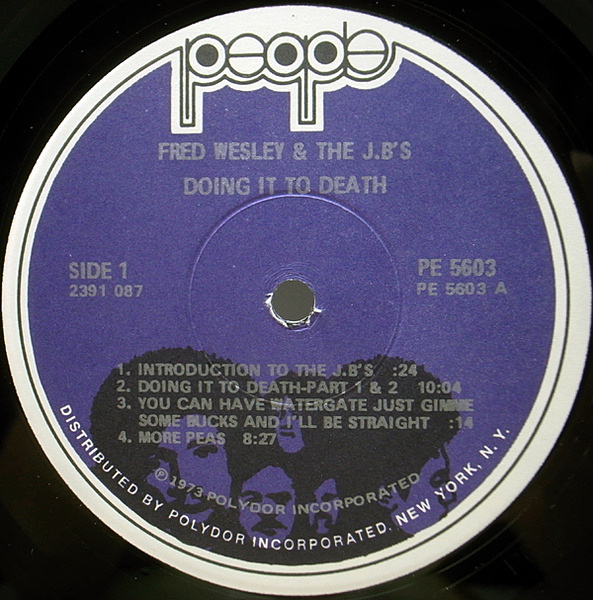 people
FRED WESLEY & THE J.B'S
DOING IT TO DEATH
SIDE 1
2391 087
PE 5603
PE 5603 A
1. INTRODUCTION TO THE J.B'S :24
2. DOING IT TO DEATH-PART 1 & 2 10:04
3. YOU CAN HAVE WATERGATE JUST GIMME
SOME BUCKS AND I'LL BE STRAIGHT :14
4. MORE PEAS 8:27
Ⓟ 1973 POLYDOR INCORPORATED
DISTRIBUTED BY POLYDOR INCORPORATED. NEW YORK, N.Y.